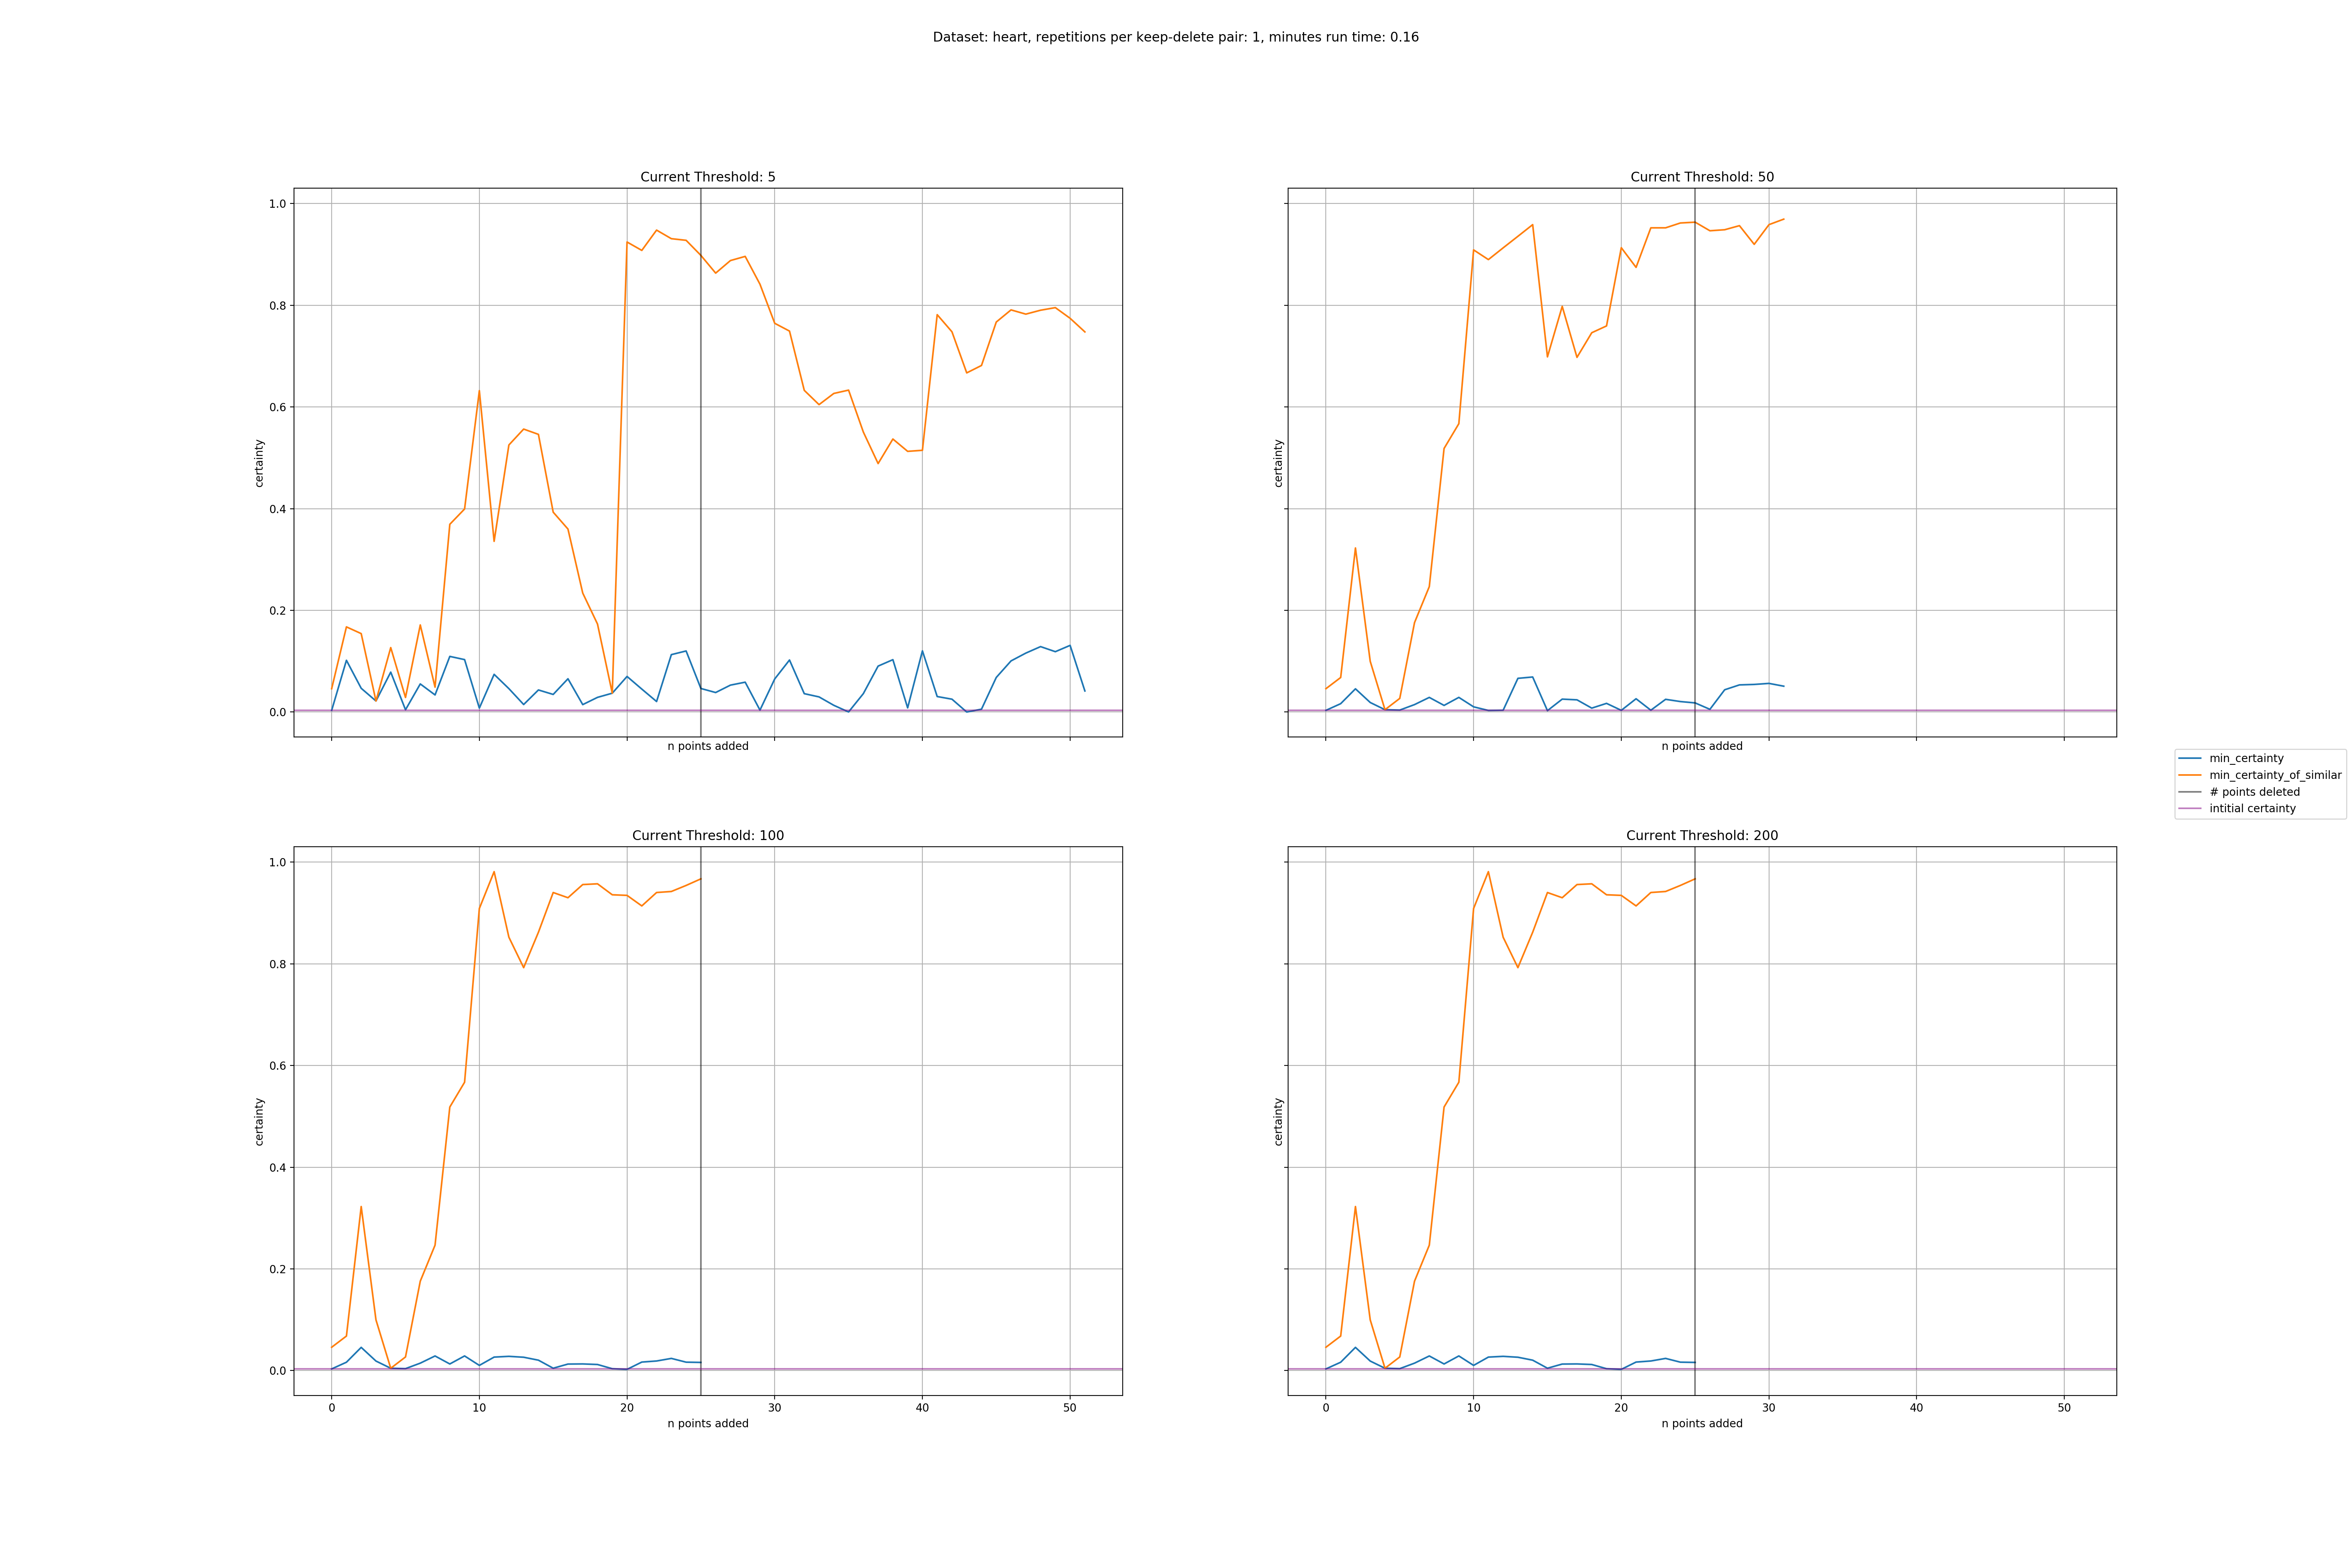 Dataset: heart, repetitions per keep-delete pair: 1, minutes run time: 0.16
Current Threshold: 5
1.0
0.8
0.6
0.4
0.2
0.0
certainty
n points added
Current Threshold: 50
certainty
n points added
min_certainty
min_certainty_of_similar
# points deleted
intitial certainty
Current Threshold: 100
1.0
0.8
0.6
0.4
0.2
0.0
certainty
0 10 20 30 40 50
n points added
Current Threshold: 200
certainty
0 10 20 30 40 50
n points added